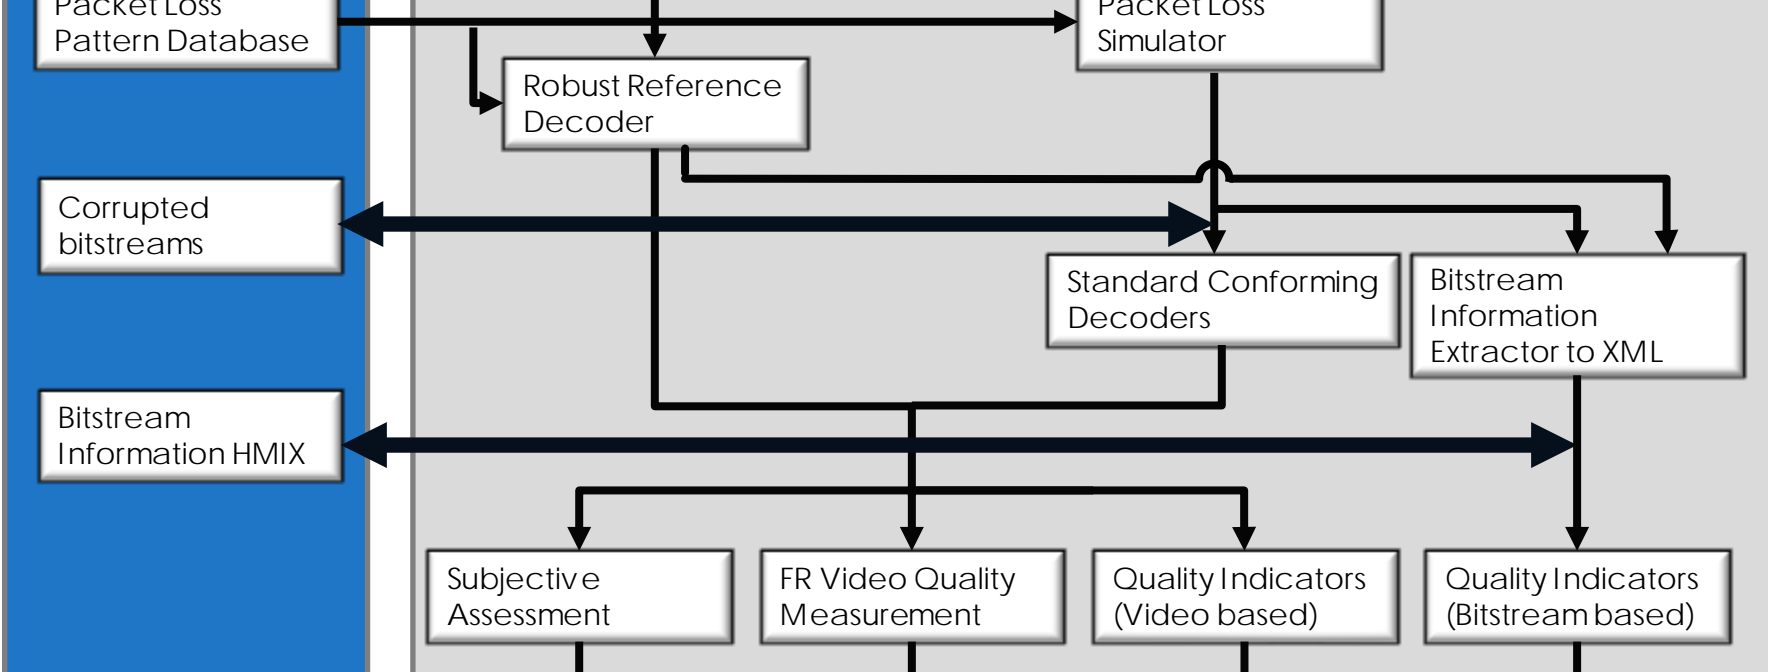 Packet Loss
Pattern Database
Packet Loss
Simulator
Robust Reference
Decoder
Corrupted
bitstreams
Standard Conforming
Decoders
Bitstream
Information
Extractor to XML
Bitstream
Information HMIX
Subjective
Assessment
FR Video Quality
Measurement
Quality Indicators
(Video based)
Quality Indicators
(Bitstream based)